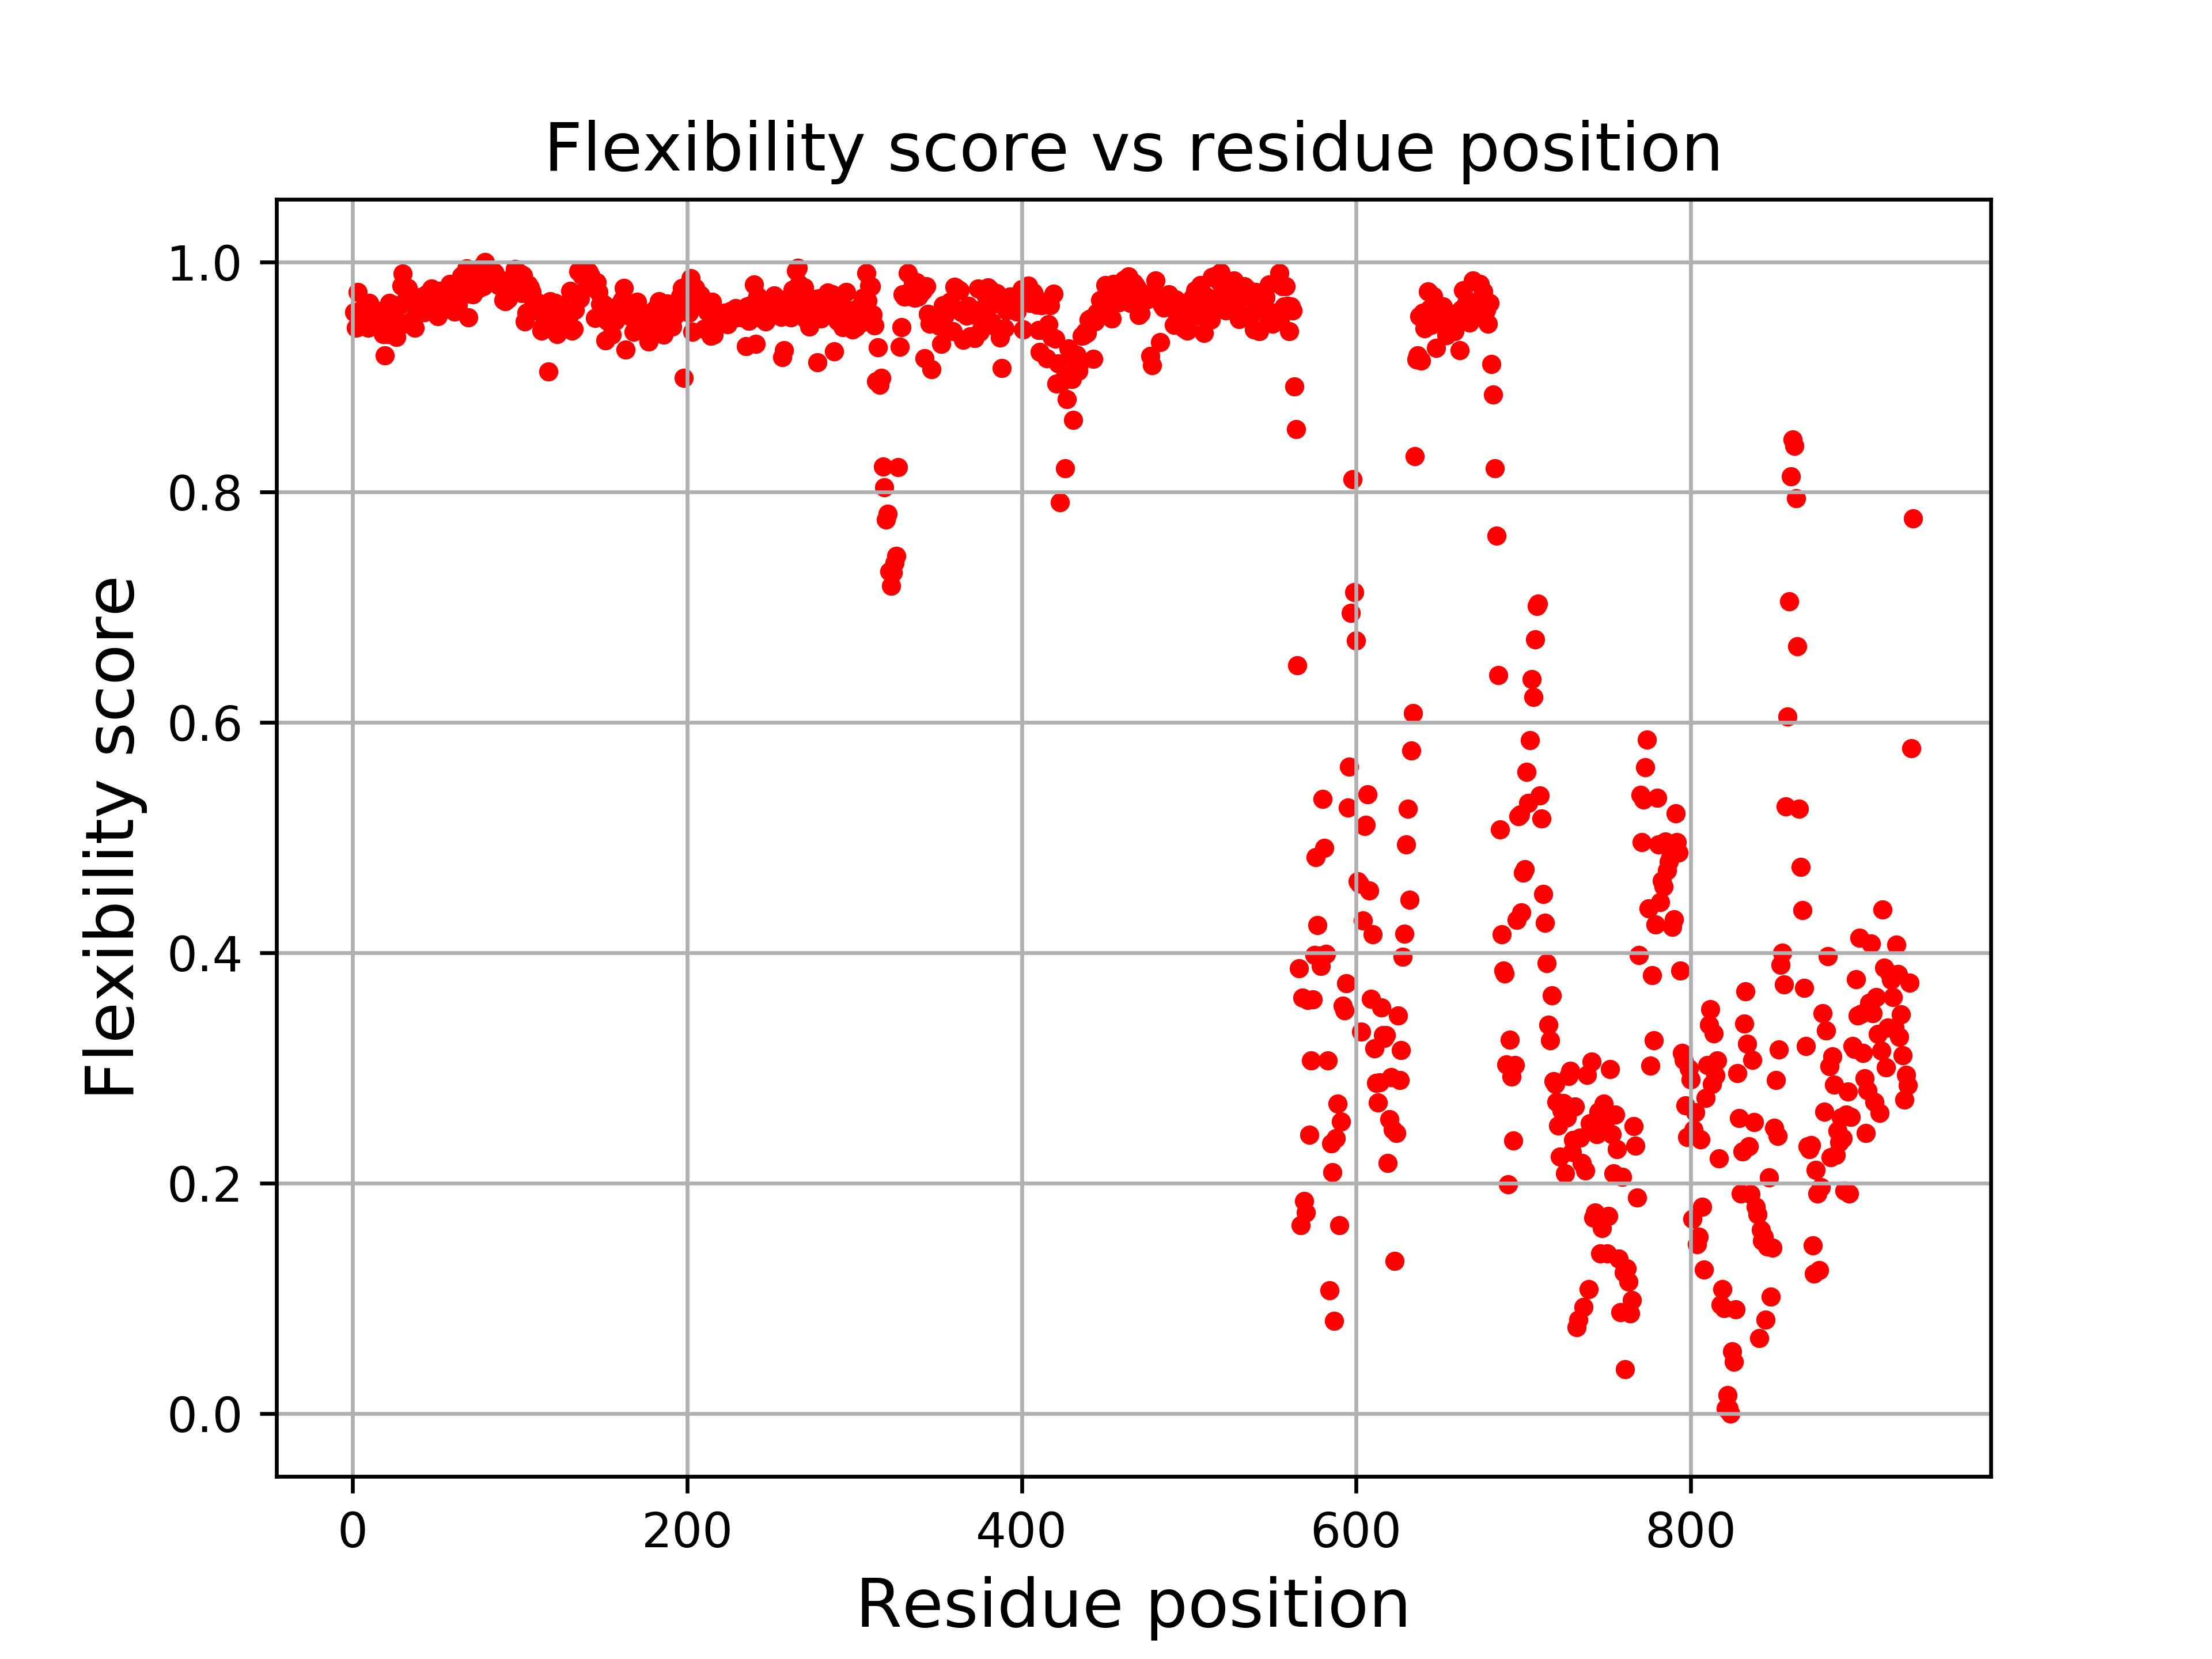 Flexibility score vs residue position
Flexibility score
1.0
0.8
0.6
0.4
0.2
0.0
0 200 400 600 800
Residue position